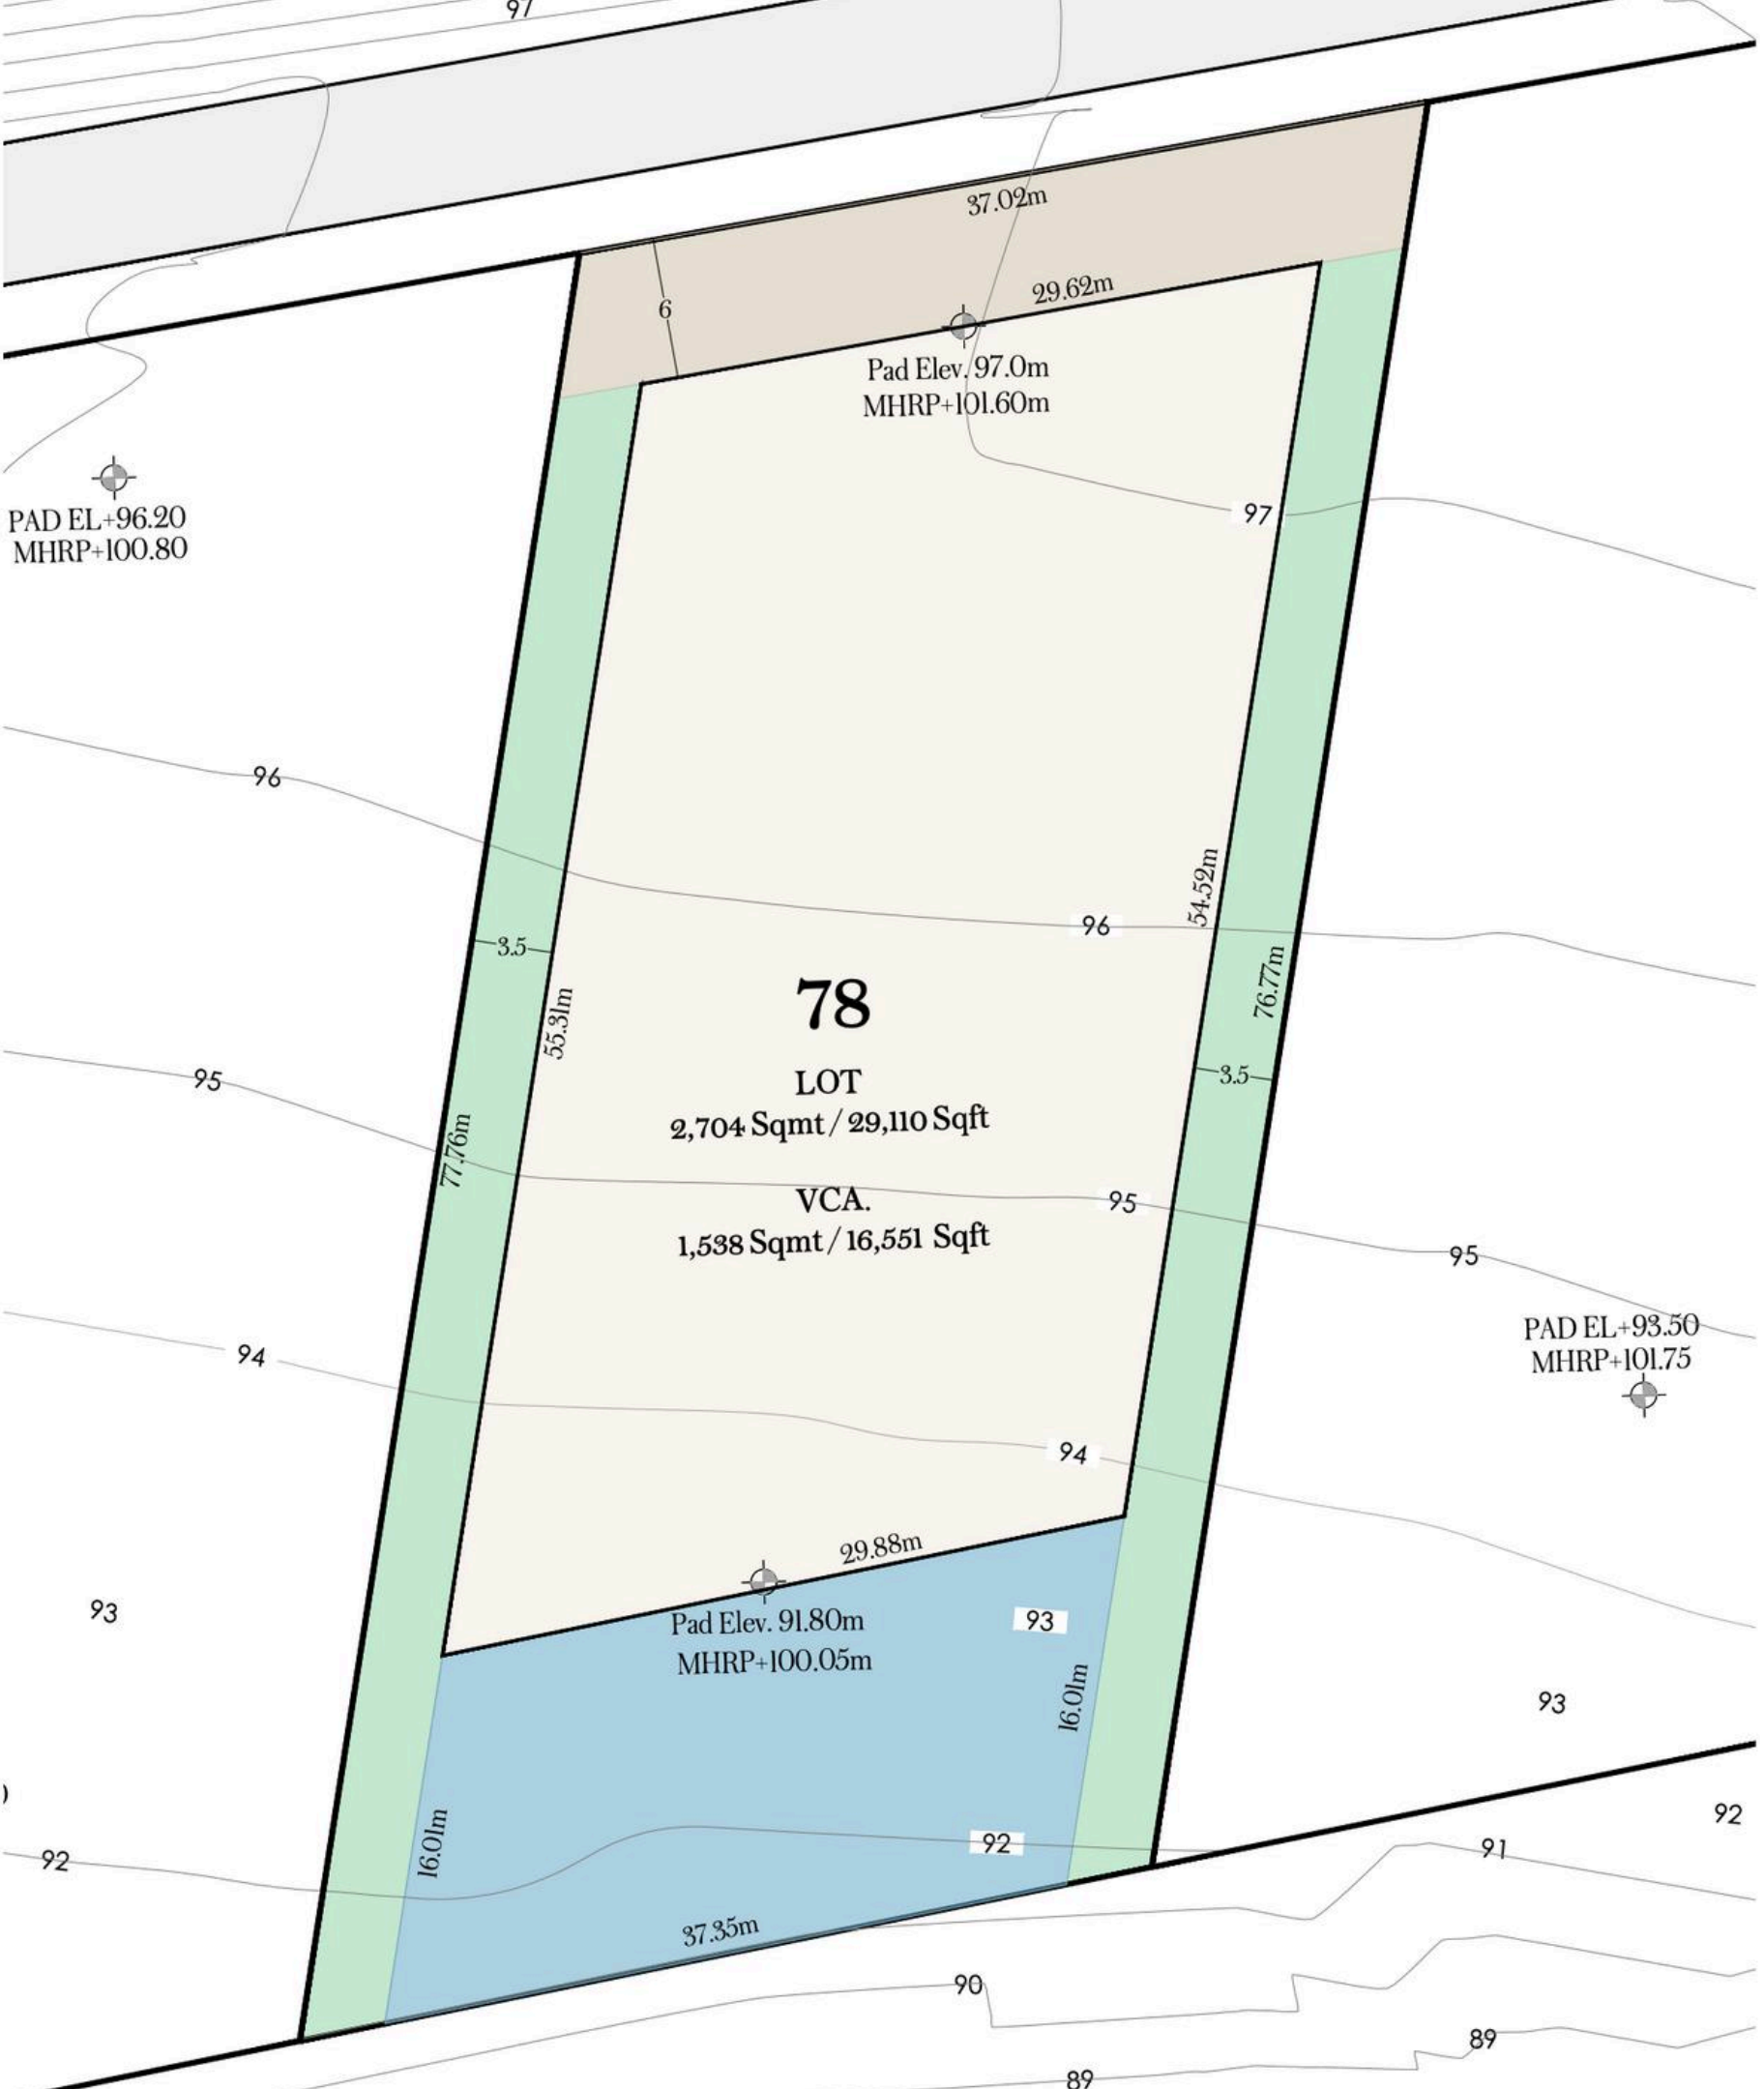 97
37.02m
29.62m
6
Pad Elev. 97.0m
MHRP+101.60m
PAD EL+96.20
MHRP+100.80
97
96
54.52m
96
3.5
76.77m
78
55.31m
LOT
3.5
95
2,704 Sqmt / 29,110 Sqft
77.76m
VCA.
95
1,538 Sqmt / 16,551 Sqft
95
PAD EL+93.50
MHRP+101.75
94
94
29.88m
93
Pad Elev. 91.80m
93
MHRP+100.05m
16.01m
93
92
16.01m
92
91
92
37.35m
90
89
89